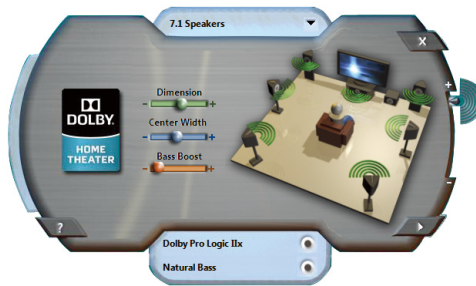 7.1 Speakers
X
Dimension
- +
Center Width
- +
Bass Boost
- +
DOLBY
HOME
THEATER
+
-
?
Dolby Pro Logic IIx
Natural Bass